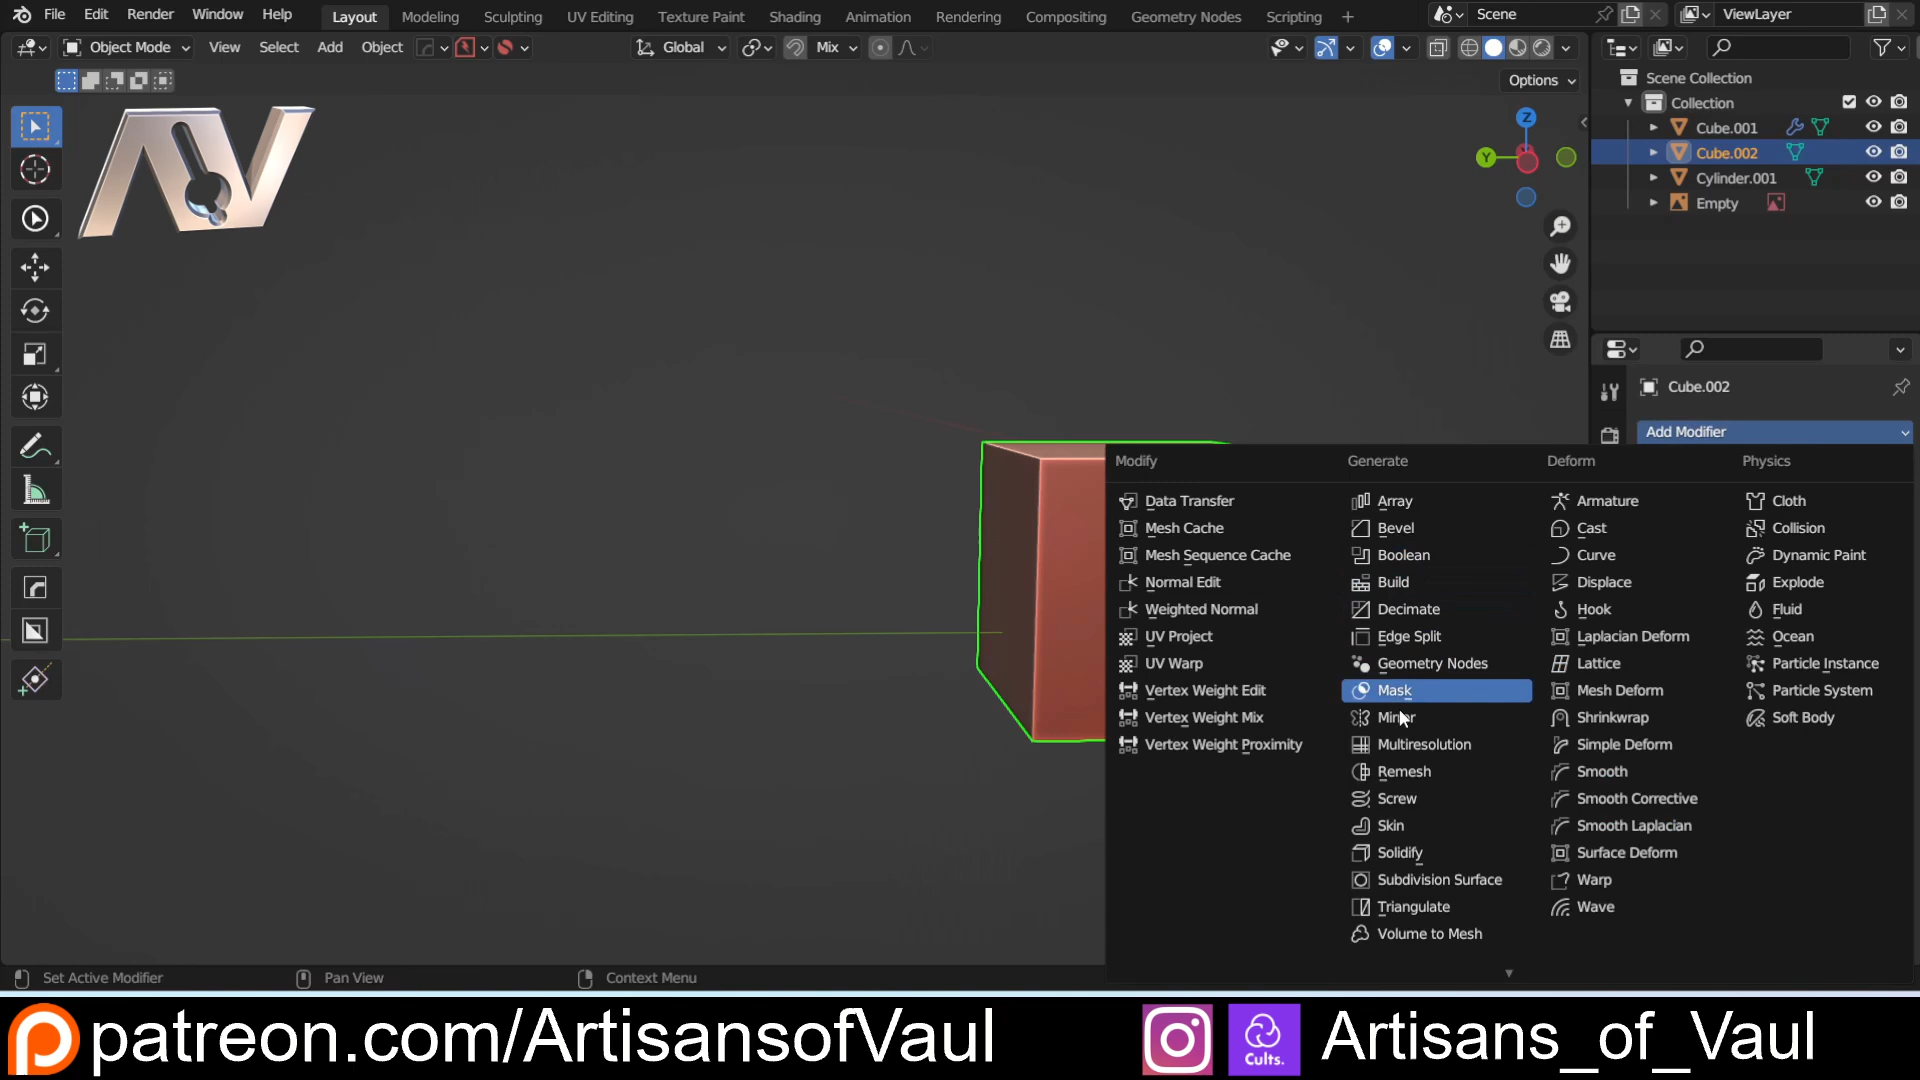 File Edit Render Window Help Layout Modeling Sculpting UV Editing Texture Paint Shading Animation Rendering Compositing Geometry Nodes Scripting + Scene ViewLayer
Object Mode View Select Add Object Global Mix
Options
Scene Collection
Collection
Cube.001
Cube.002
Cylinder.001
Empty
Z
Y
Cube.002
Add Modifier
Modify Generate Deform Physics
Data Transfer Array Armature Cloth
Mesh Cache Bevel Cast Collision
Mesh Sequence Cache Boolean Curve Dynamic Paint
Normal Edit Build Displace Explode
Weighted Normal Decimate Hook Fluid
UV Project Edge Split Laplacian Deform Ocean
UV Warp Geometry Nodes Lattice Particle Instance
Vertex Weight Edit Mask Mesh Deform Particle System
Vertex Weight Mix Mirror Shrinkwrap Soft Body
Vertex Weight Proximity Multiresolution Simple Deform
Remesh Smooth
Screw Smooth Corrective
Skin Smooth Laplacian
Solidify Surface Deform
Subdivision Surface Warp
Triangulate Wave
Volume to Mesh
Set Active Modifier Pan View Context Menu
patreon.com/ArtisansofVaul Cults. Artisans_of_Vaul